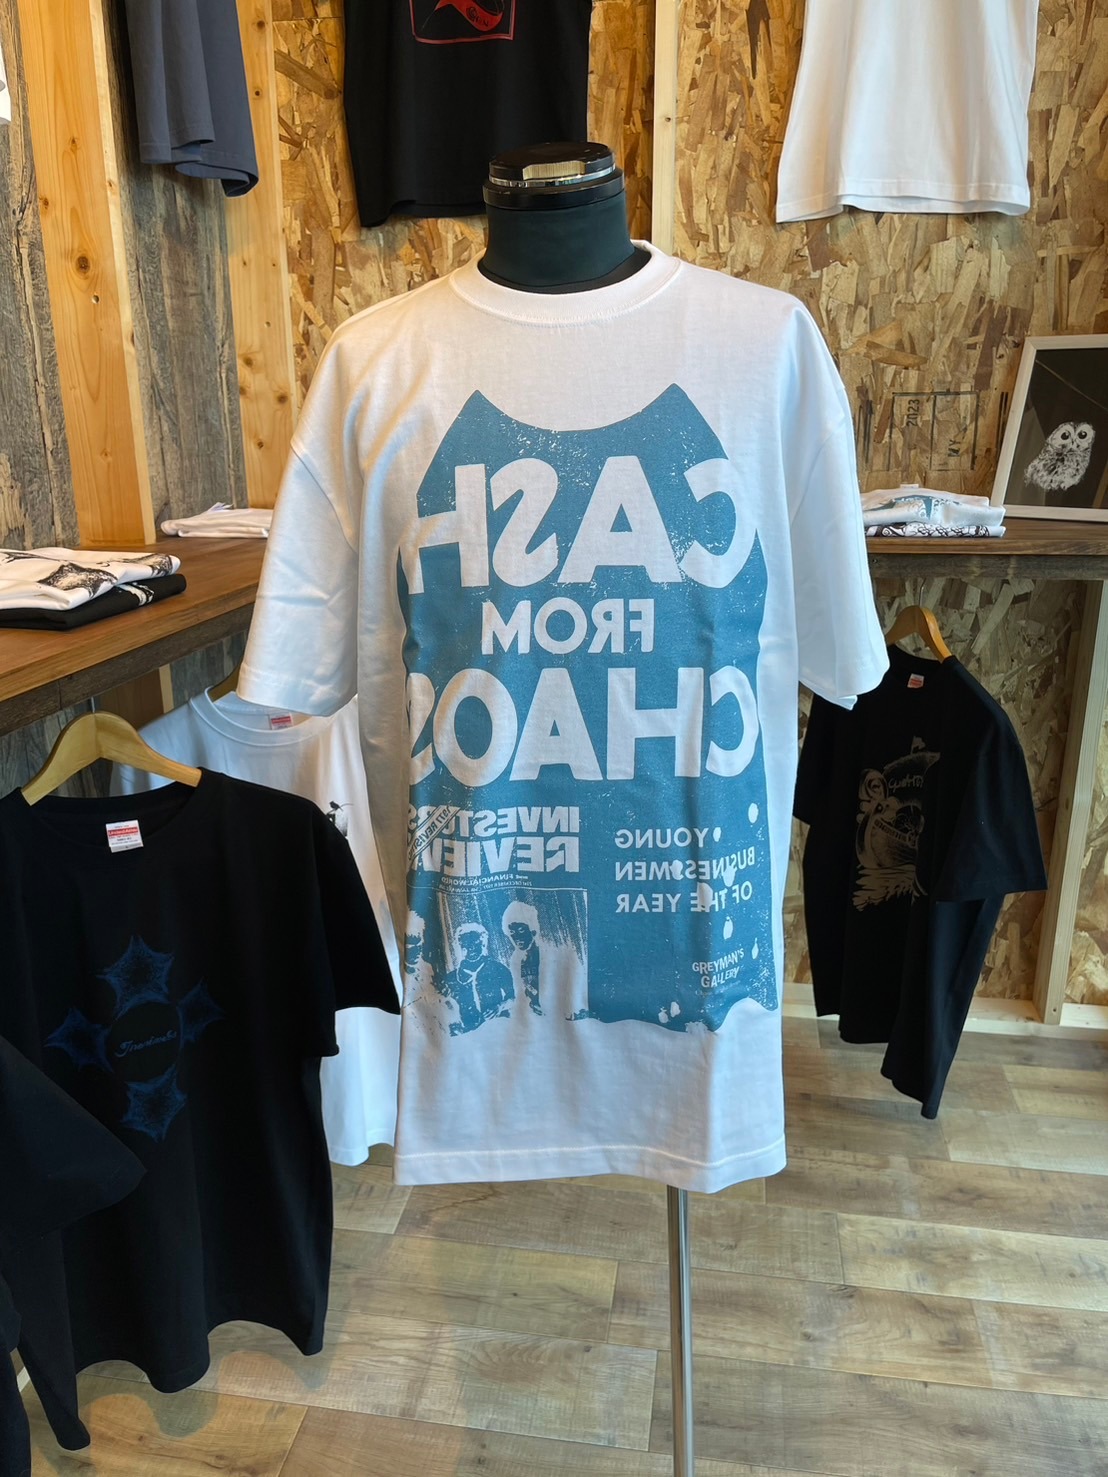 CASH
FROM
CHAOS
INVESTORS
REVIEW
YOUNG
BUSINESSMEN
OF THE YEAR
GREYMAN'S
GALLERY